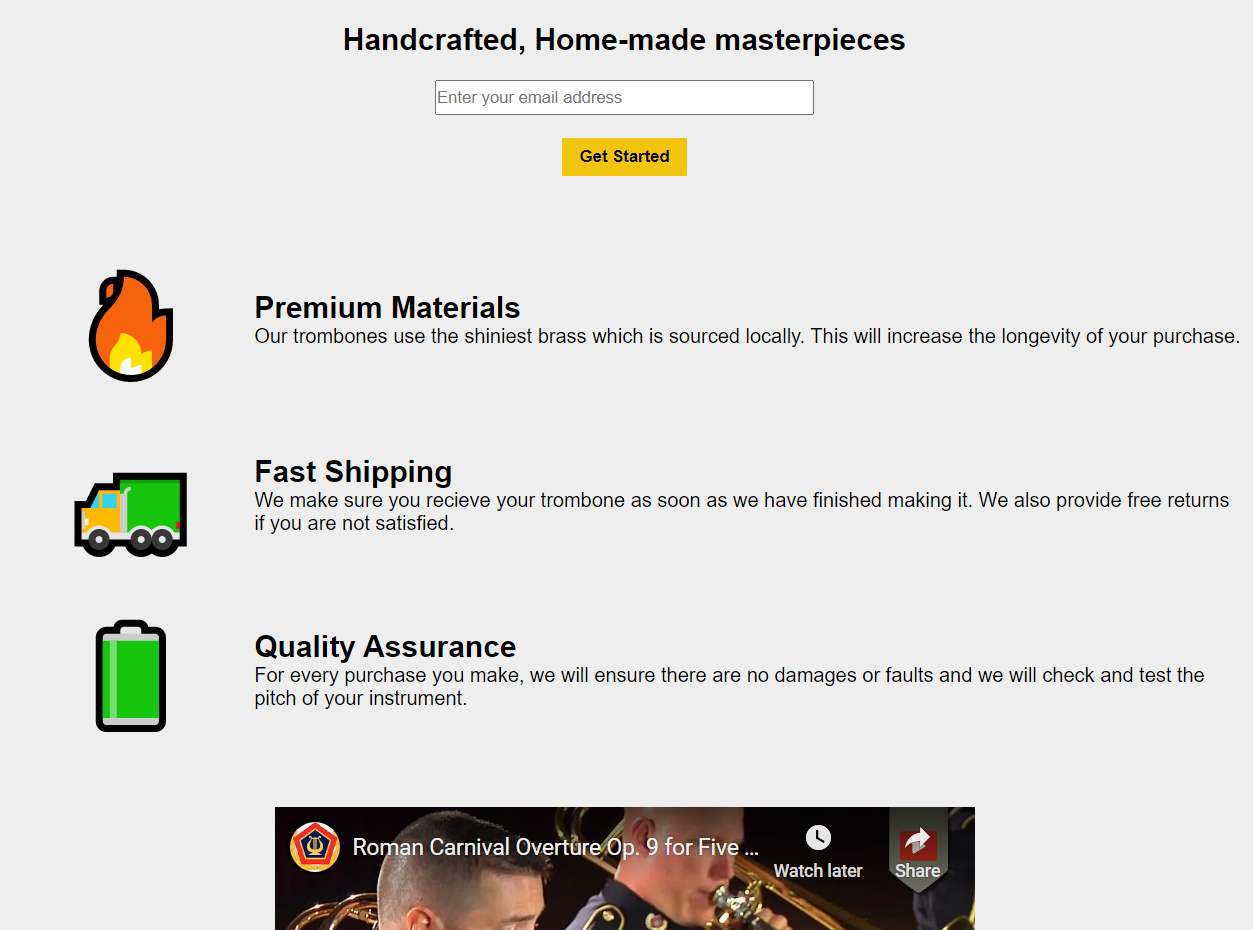 Handcrafted, Home-made masterpieces
Enter your email address
Get Started
Premium Materials
Our trombones use the shiniest brass which is sourced locally. This will increase the longevity of your purchase.
Fast Shipping
We make sure you recieve your trombone as soon as we have finished making it. We also provide free returns
if you are not satisfied.
Quality Assurance
For every purchase you make, we will ensure there are no damages or faults and we will check and test the
pitch of your instrument.
Roman Carnival Overture Op. 9 for Five ...
Watch later
Share